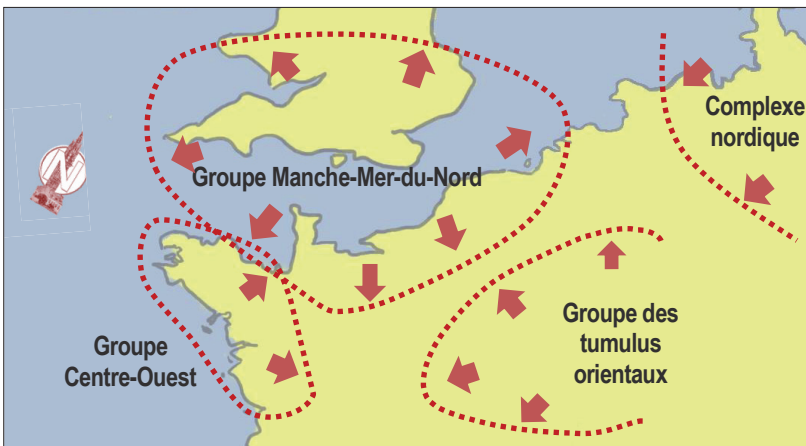 Complexe
nordique
Groupe Manche-Mer-du-Nord
Groupe des
tumulus
orientaux
Groupe
Centre-Ouest
N